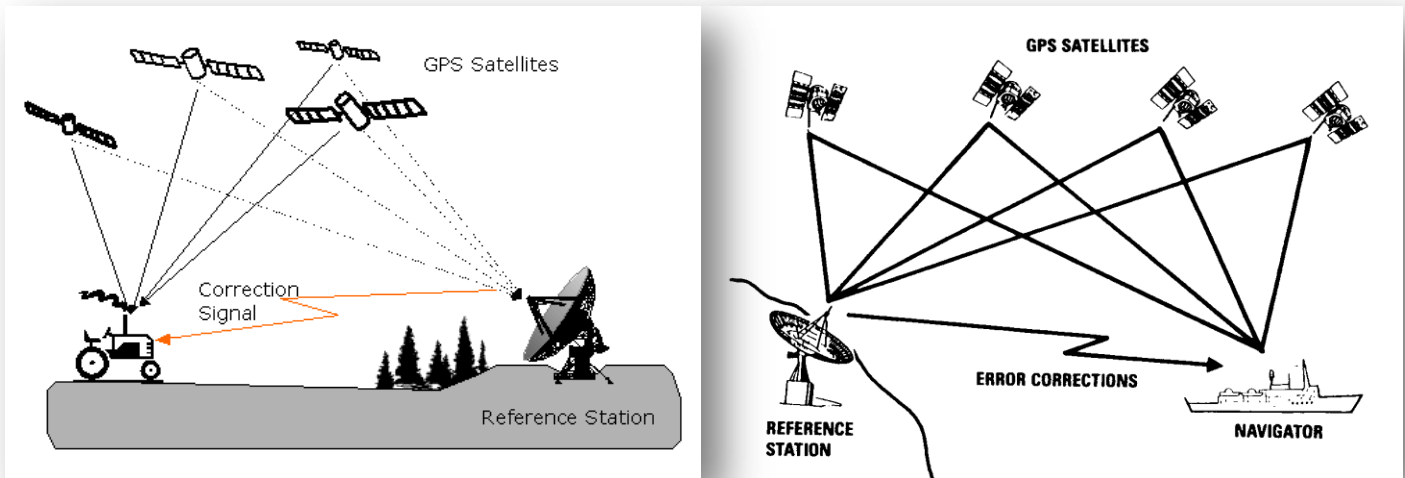 GPS Satellites
Correction
Signal
Reference Station
GPS SATELLITES
ERROR CORRECTIONS
REFERENCE
STATION
NAVIGATOR